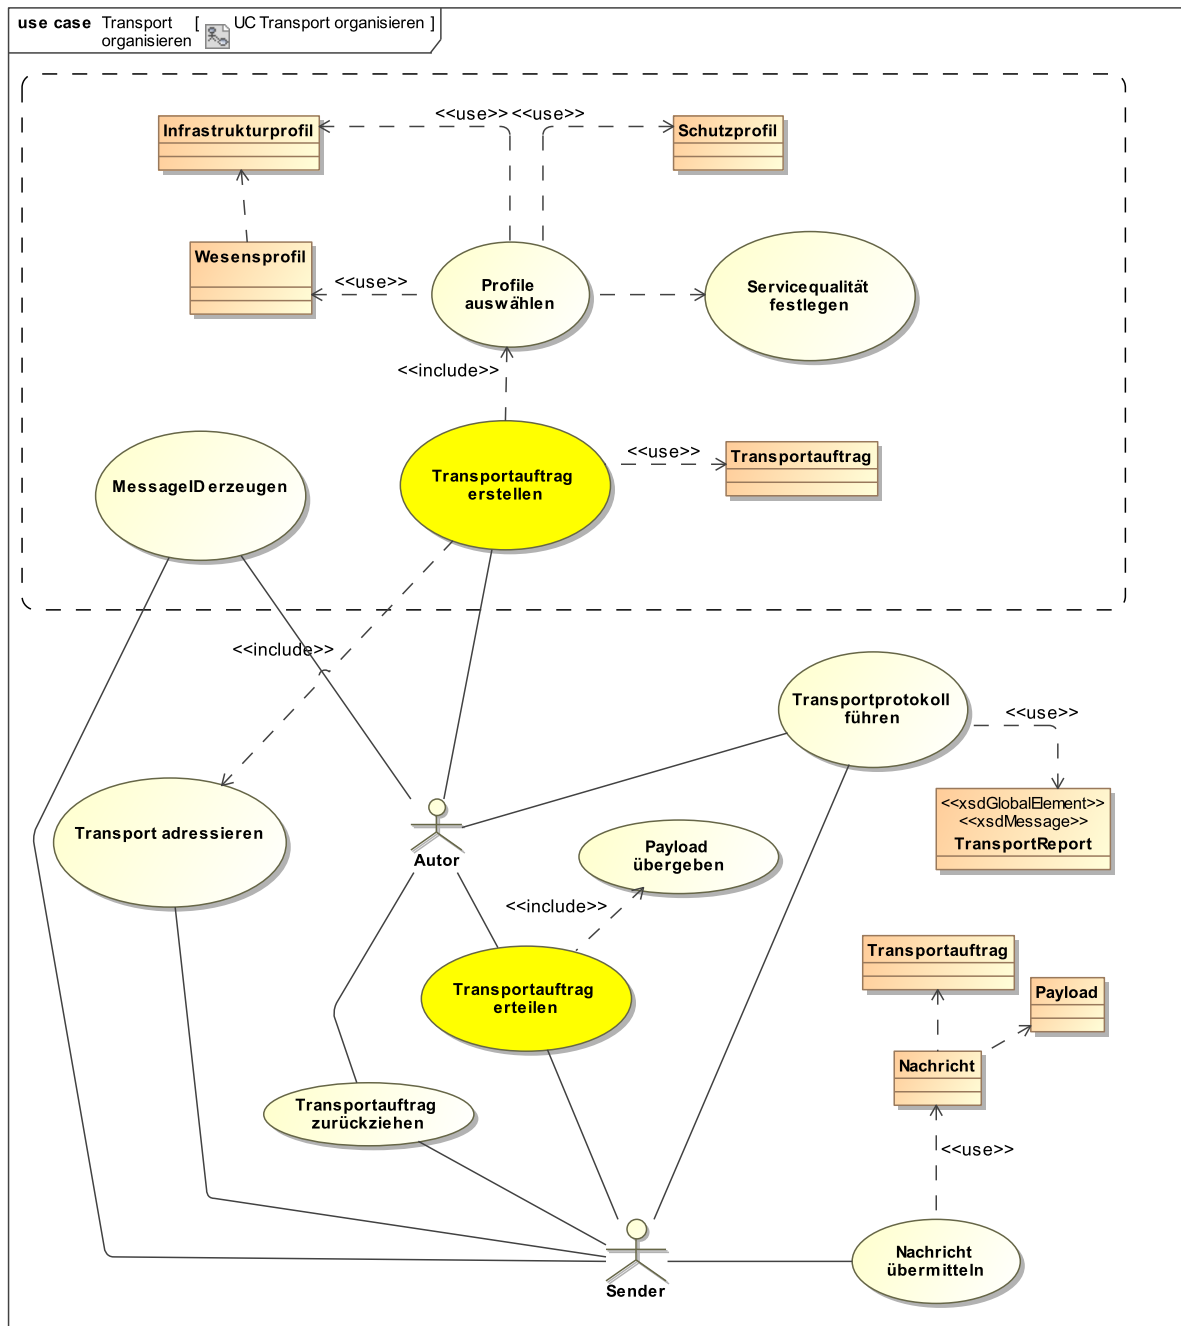 use case Transport organisieren [ UC Transport organisieren ]
<<use>> <<use>>
Infrastrukturprofil
Schutzprofil
Wesensprofil
<<use>>
Profile
auswählen
Servicequalität
festlegen
<<include>>
MessageID erzeugen
Transportauftrag
erstellen
<<use>>
Transportauftrag
<<include>>
Transportprotokoll
führen
<<use>>
<<xsdGlobalElement>>
<<xsdMessage>>
TransportReport
Transport adressieren
Autor
Payload
übergeben
<<include>>
Transportauftrag
erteilen
Transportauftrag
Payload
Nachricht
Transportauftrag
zurückziehen
<<use>>
Nachricht
übermitteln
Sender